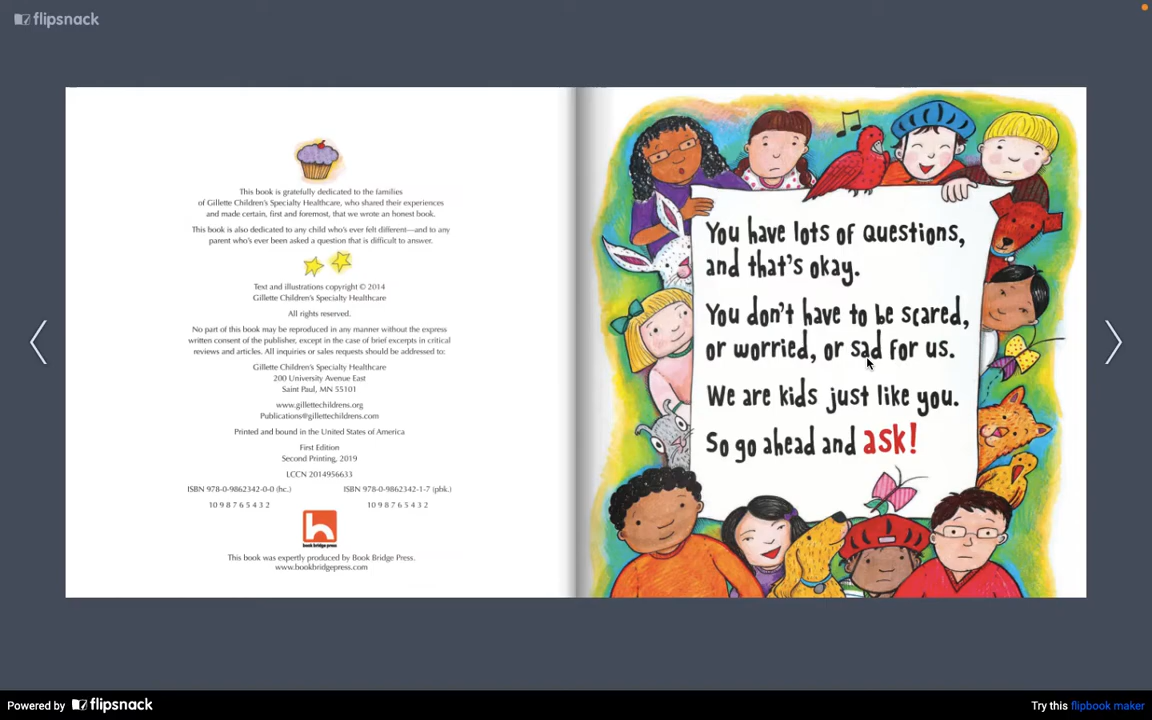 flipsnack
This book is gratefully dedicated to the families
of Gillette Children's Specialty Healthcare, who shared their experiences
and made certain, first and foremost, that we wrote an honest book.
This book is also dedicated to any child who's ever felt different—and to any
parent who's ever been asked a question that is difficult to answer.
Text and illustrations copyright © 2014
Gillette Children's Specialty Healthcare
All rights reserved.
No part of this book may be reproduced in any manner without the express
written consent of the publisher, except in the case of brief excerpts in critical
reviews and articles. All inquiries or sales requests should be addressed to:
Gillette Children's Specialty Healthcare
200 University Avenue East
Saint Paul, MN 55101
www.gillettechildrens.org
Publications@gillettechildrens.com
Printed and bound in the United States of America
First Edition
Second Printing, 2019
LCCN 2014956633
ISBN 978-0-9862342-0-0 (hc.) ISBN 978-0-9862342-1-7 (pbk.)
10 9 8 7 6 5 4 3 2 10 9 8 7 6 5 4 3 2
book bridge press
This book was expertly produced by Book Bridge Press.
www.bookbridgepress.com
You have lots of questions,
and that's okay.
You don't have to be scared,
or worried, or sad for us.
We are kids just like you.
So go ahead and ask!
Powered by flipsnack
Try this flipbook maker